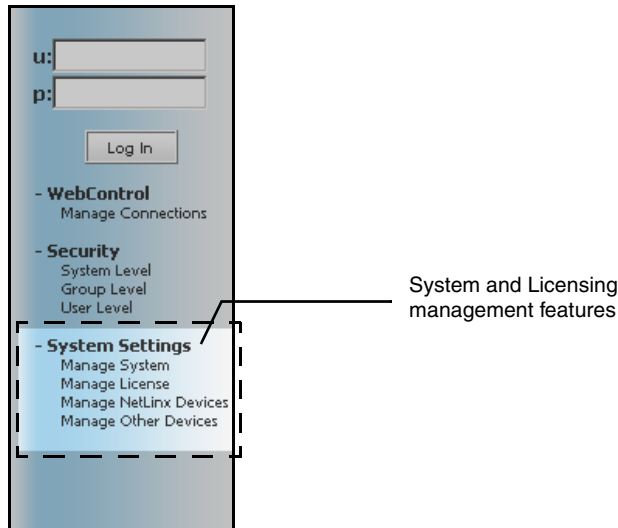 u:
p:
Log In
- WebControl
Manage Connections
- Security
System Level
Group Level
User Level
- System Settings
Manage System
Manage License
Manage NetLinx Devices
Manage Other Devices
System and Licensing
management features